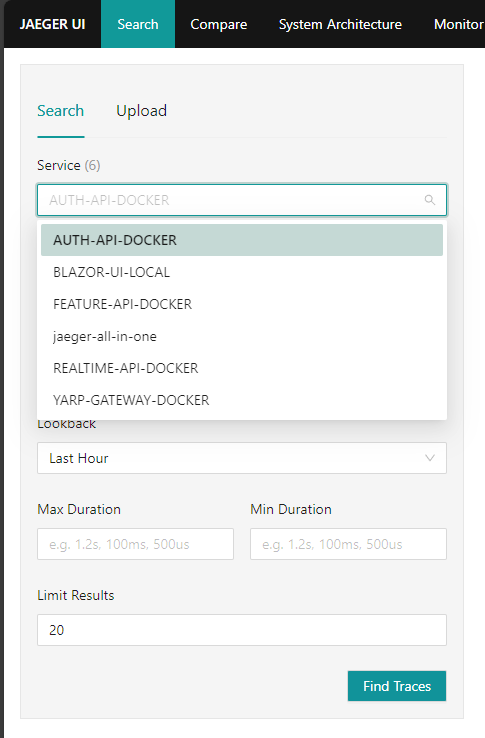 JAEGER UI Search Compare System Architecture Monitor
Search Upload
Service (6)
AUTH-API-DOCKER
AUTH-API-DOCKER
BLAZOR-UI-LOCAL
FEATURE-API-DOCKER
jaeger-all-in-one
REALTIME-API-DOCKER
YARP-GATEWAY-DOCKER
Lookback
Last Hour
Max Duration Min Duration
e.g. 1.2s, 100ms, 500us e.g. 1.2s, 100ms, 500us
Limit Results
20
Find Traces